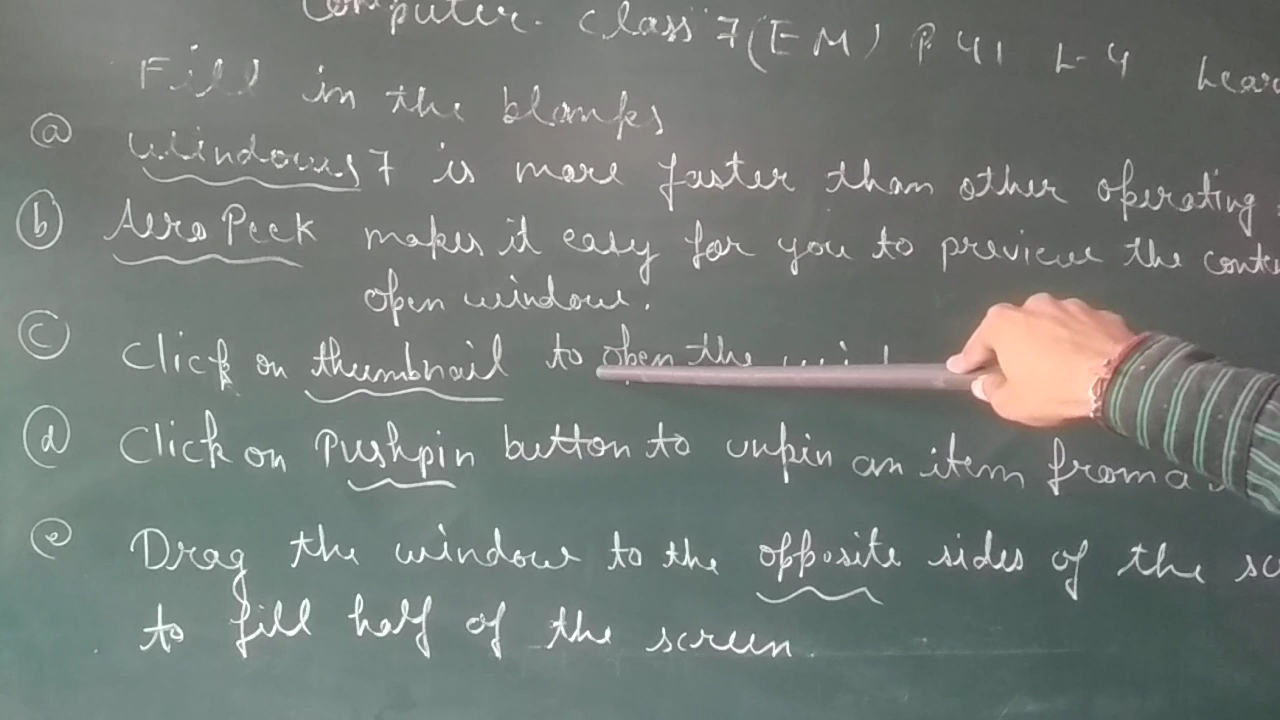 Computer. Class 7 (EM) P 41 L-4 Lear
Fill in the blanks
(a) Windows 7 is more faster than other operating
(b) Aero Peek makes it easy for you to preview the conte
open window.
(c) Click on thumbnail to open the
(d) Click on Pushpin button to unpin an item from a
(e) Drag the window to the opposite sides of the sc
to fill half of the screen.